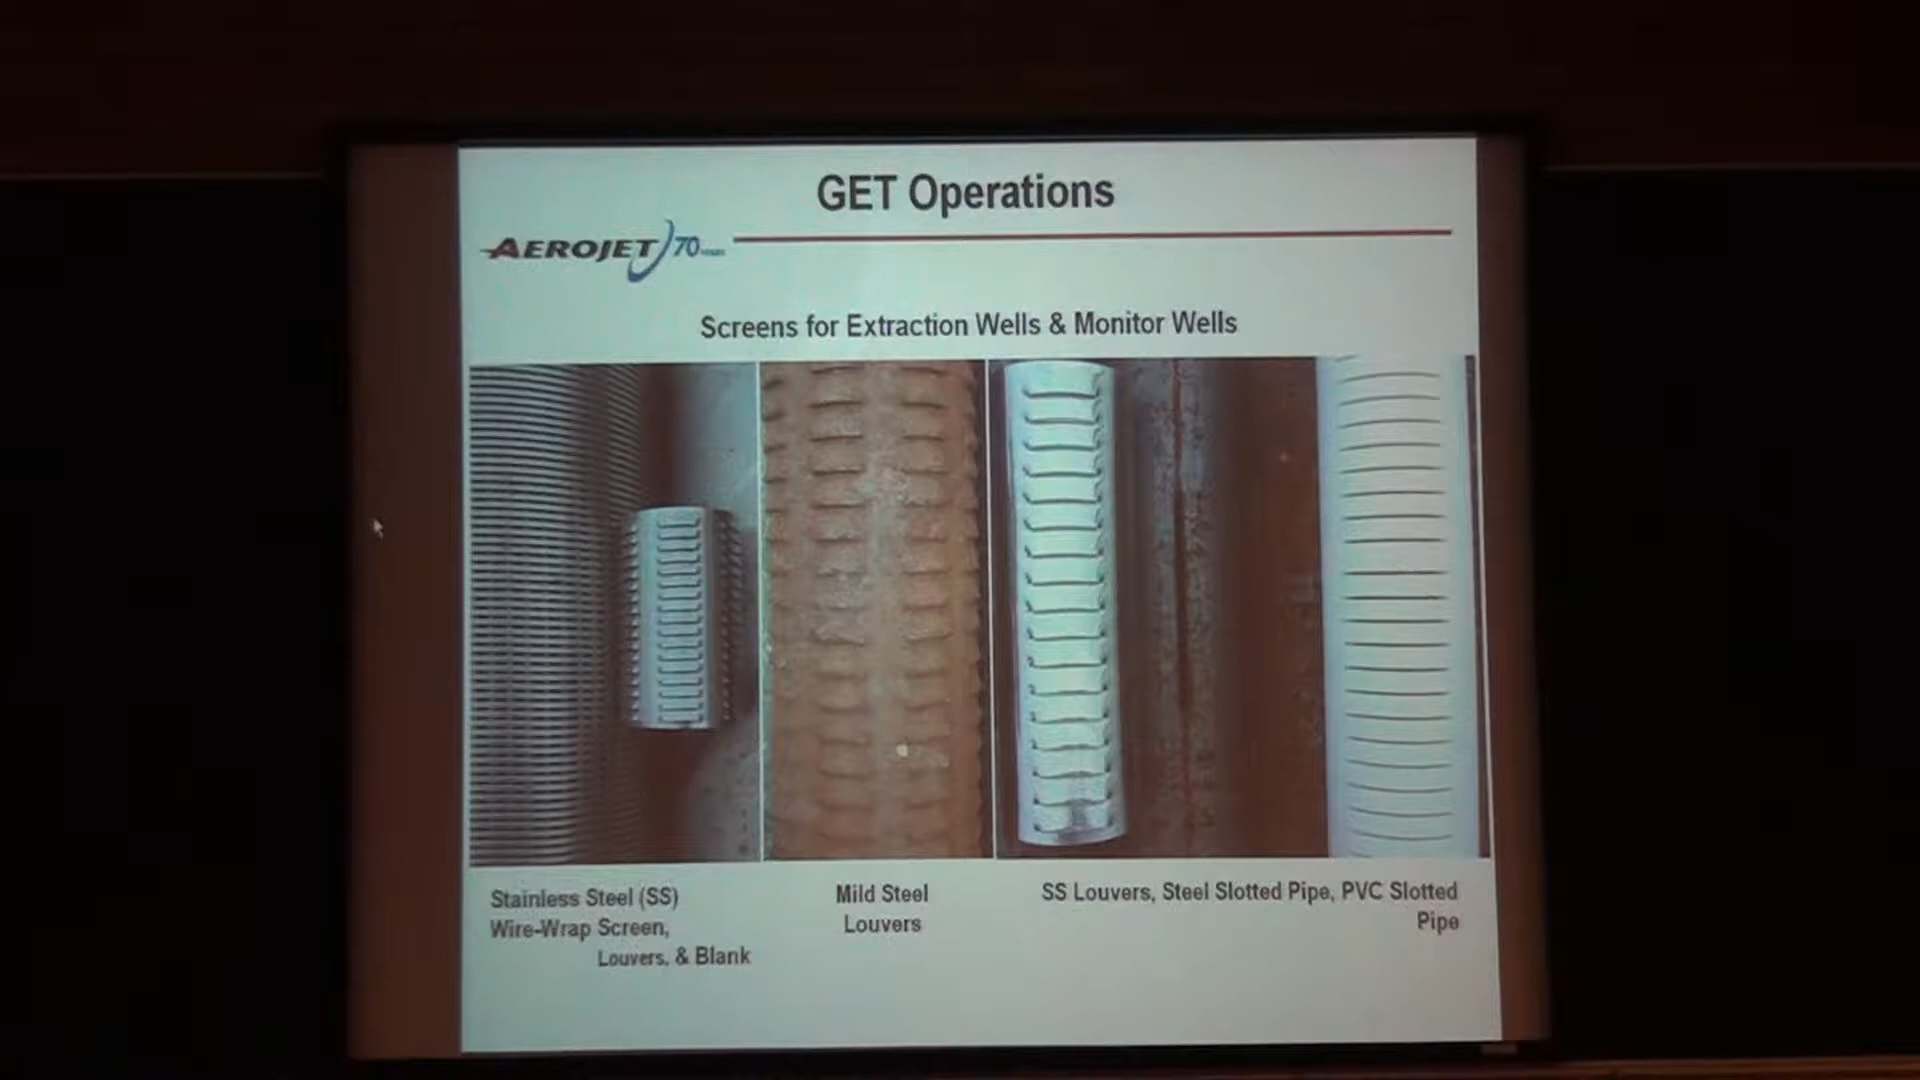 GET Operations
AEROJET 70
Screens for Extraction Wells & Monitor Wells
Stainless Steel (SS)
Wire-Wrap Screen,
Louvers, & Blank
Mild Steel
Louvers
SS Louvers, Steel Slotted Pipe, PVC Slotted
Pipe